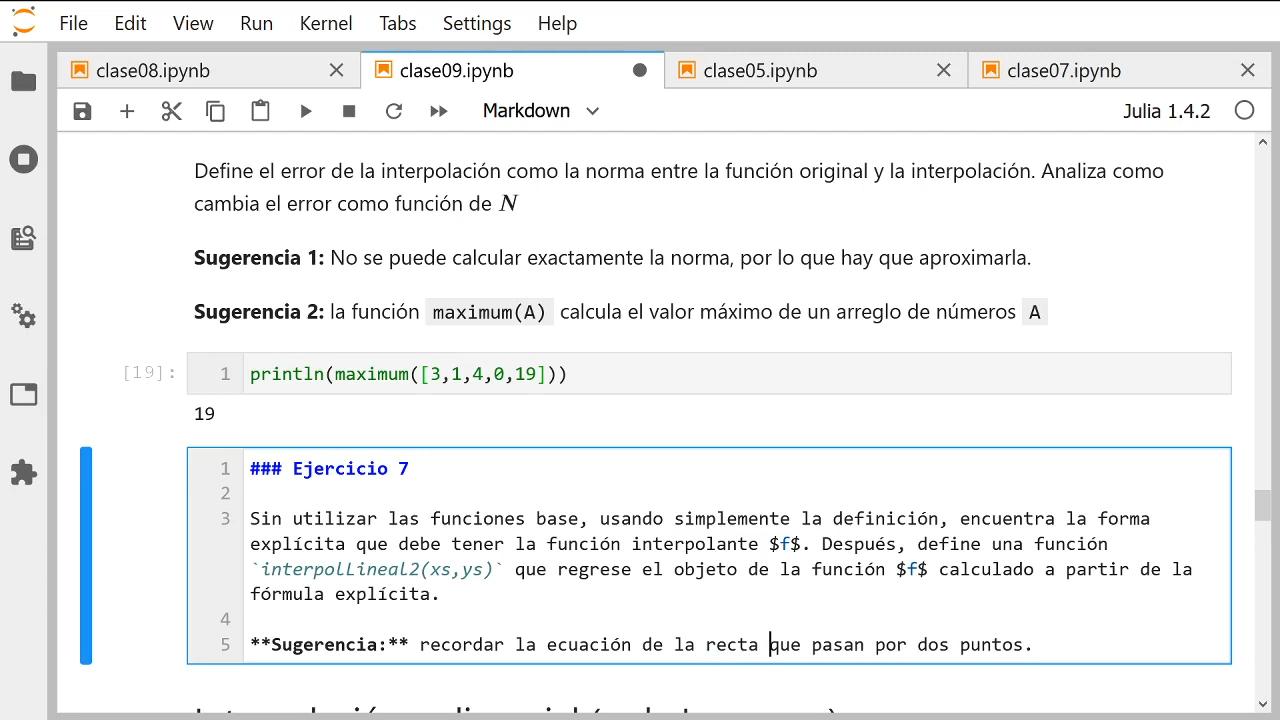 File Edit View Run Kernel Tabs Settings Help
clase08.ipynb clase09.ipynb clase05.ipynb clase07.ipynb
Markdown Julia 1.4.2
Define el error de la interpolación como la norma entre la función original y la interpolación. Analiza como
cambia el error como función de N
Sugerencia 1: No se puede calcular exactamente la norma, por lo que hay que aproximarla.
Sugerencia 2: la función maximum(A) calcula el valor máximo de un arreglo de números A
[19]: 1 println(maximum([3,1,4,0,19]))
19
1 ### Ejercicio 7
2
3 Sin utilizar las funciones base, usando simplemente la definición, encuentra la forma
explícita que debe tener la función interpolante $f$. Después, define una función
`interpolLineal2(xs,ys)` que regrese el objeto de la función $f$ calculado a partir de la
fórmula explícita.
4
5 **Sugerencia:** recordar la ecuación de la recta que pasan por dos puntos.